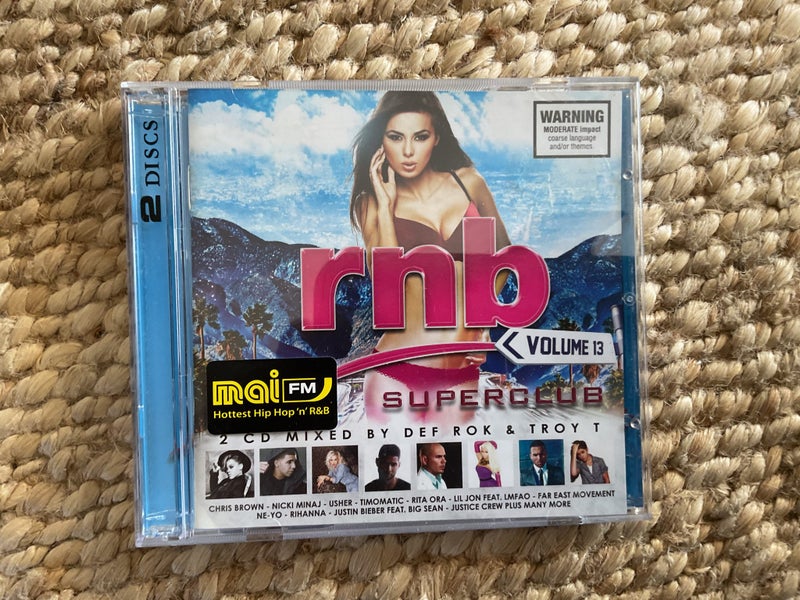 2 DISCS
WARNING
MODERATE impact
coarse language
and/or themes
rnb
VOLUME 13
SUPERCLUB
mai FM
Hottest Hip Hop 'n' R&B
2 CD MIXED BY DEF ROK & TROY T
CHRIS BROWN - NICKI MINAJ - USHER - TIMOMATIC - RITA ORA - LIL JON FEAT. LMFAO - FAR EAST MOVEMENT
NE-YO - RIHANNA - JUSTIN BIEBER FEAT. BIG SEAN - JUSTICE CREW PLUS MANY MORE